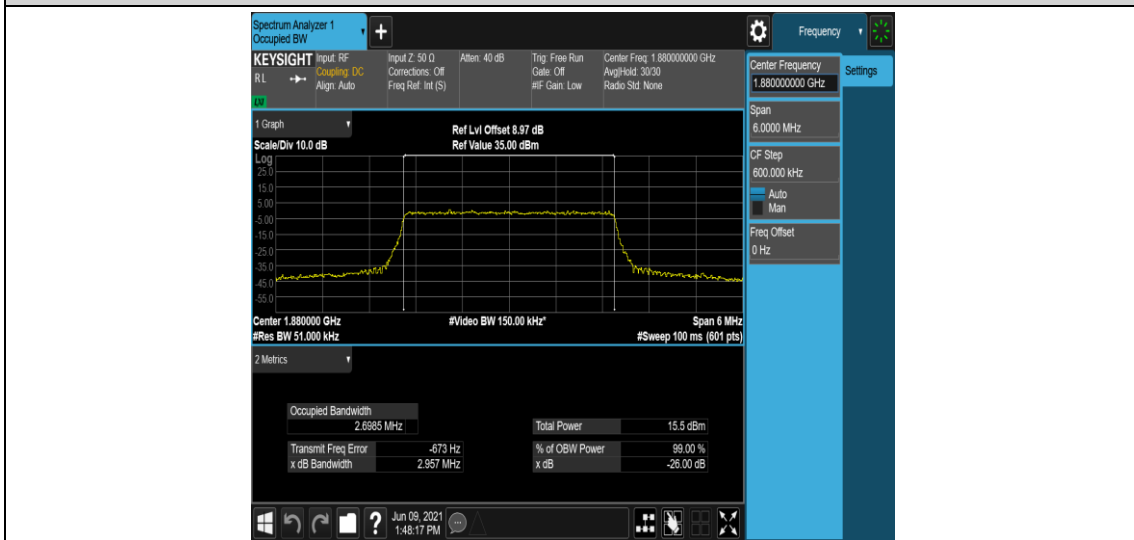 Spectrum Analyzer 1
Occupied BW
+
Frequency
KEYSIGHT
RL
LXI
Input: RF
Coupling: DC
Align: Auto
Input Z: 50 Ω
Corrections: Off
Freq Ref: Int (S)
Atten: 40 dB
Trig: Free Run
Gate: Off
#IF Gain: Low
Center Freq: 1.880000000 GHz
Avg|Hold: 30/30
Radio Std: None
Center Frequency
1.880000000 GHz
Settings
Span
6.0000 MHz
CF Step
600.000 kHz
Auto
Man
Freq Offset
0 Hz
1 Graph
Scale/Div 10.0 dB
Ref Lvl Offset 8.97 dB
Ref Value 35.00 dBm
Log
25.0
15.0
5.00
-5.00
-15.0
-25.0
-35.0
-45.0
-55.0
Center 1.880000 GHz
#Res BW 51.000 kHz
#Video BW 150.00 kHz*
Span 6 MHz
#Sweep 100 ms (601 pts)
2 Metrics
Occupied Bandwidth
2.6985 MHz
Total Power 15.5 dBm
Transmit Freq Error -673 Hz
% of OBW Power 99.00 %
x dB Bandwidth 2.957 MHz
x dB -26.00 dB
?
Jun 09, 2021
1:48:17 PM